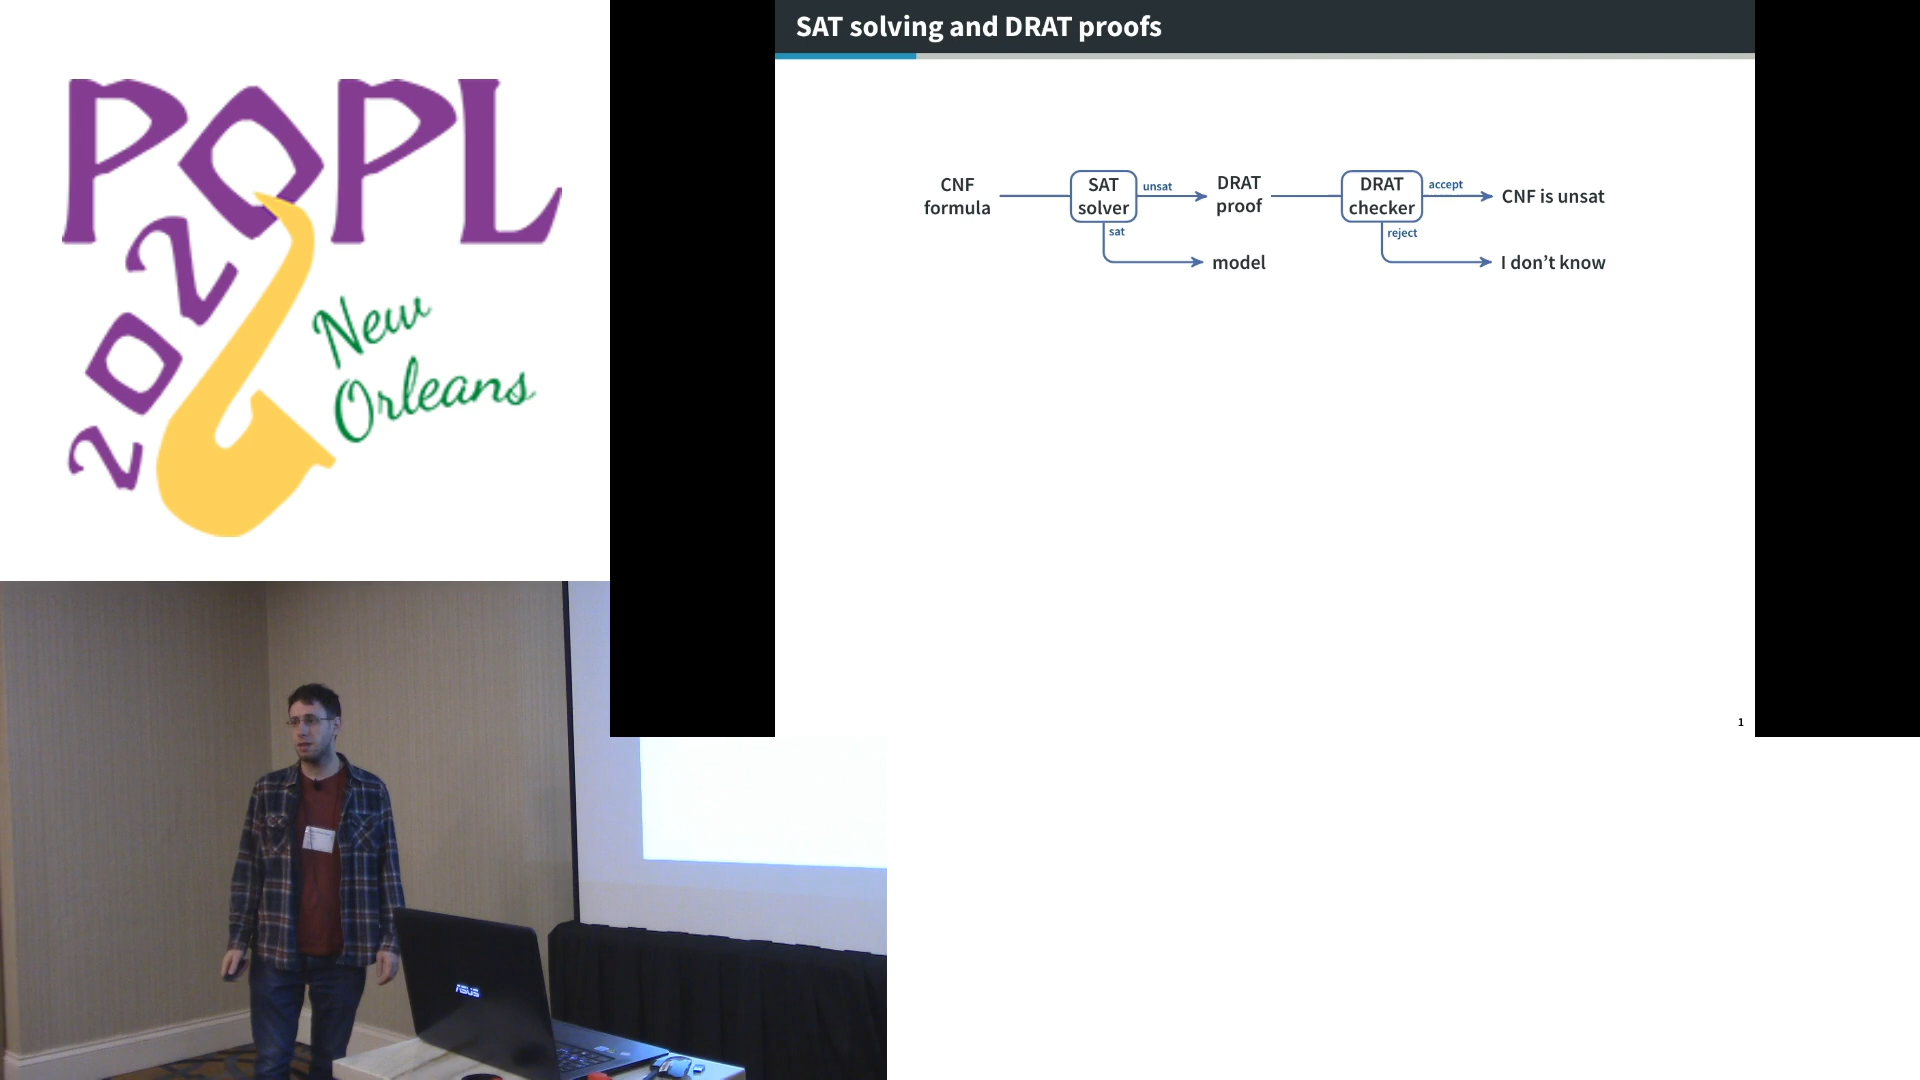 POPL
2020
New
Orleans
SAT solving and DRAT proofs
CNF
formula
SAT
solver
unsat
sat
DRAT
proof
model
DRAT
checker
accept
reject
CNF is unsat
I don't know
1
ASUS